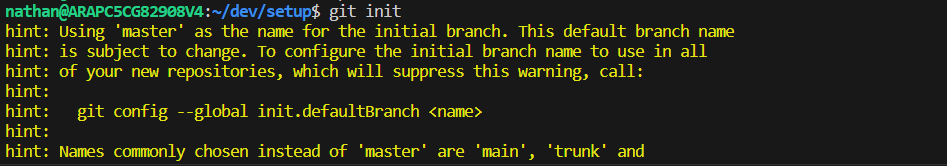 nathan@ARAPC5CG82908V4:~/dev/setup$ git init
hint: Using 'master' as the name for the initial branch. This default branch name
hint: is subject to change. To configure the initial branch name to use in all
hint: of your new repositories, which will suppress this warning, call:
hint:
hint:   git config --global init.defaultBranch <name>
hint:
hint: Names commonly chosen instead of 'master' are 'main', 'trunk' and